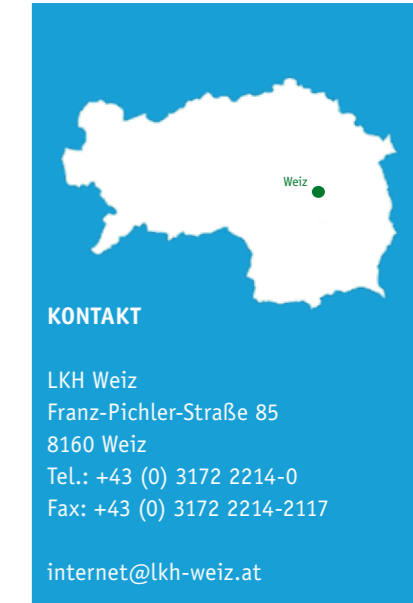 Weiz
KONTAKT
LKH Weiz
Franz-Pichler-Straße 85
8160 Weiz
Tel.: +43 (0) 3172 2214-0
Fax: +43 (0) 3172 2214-2117
internet@lkh-weiz.at